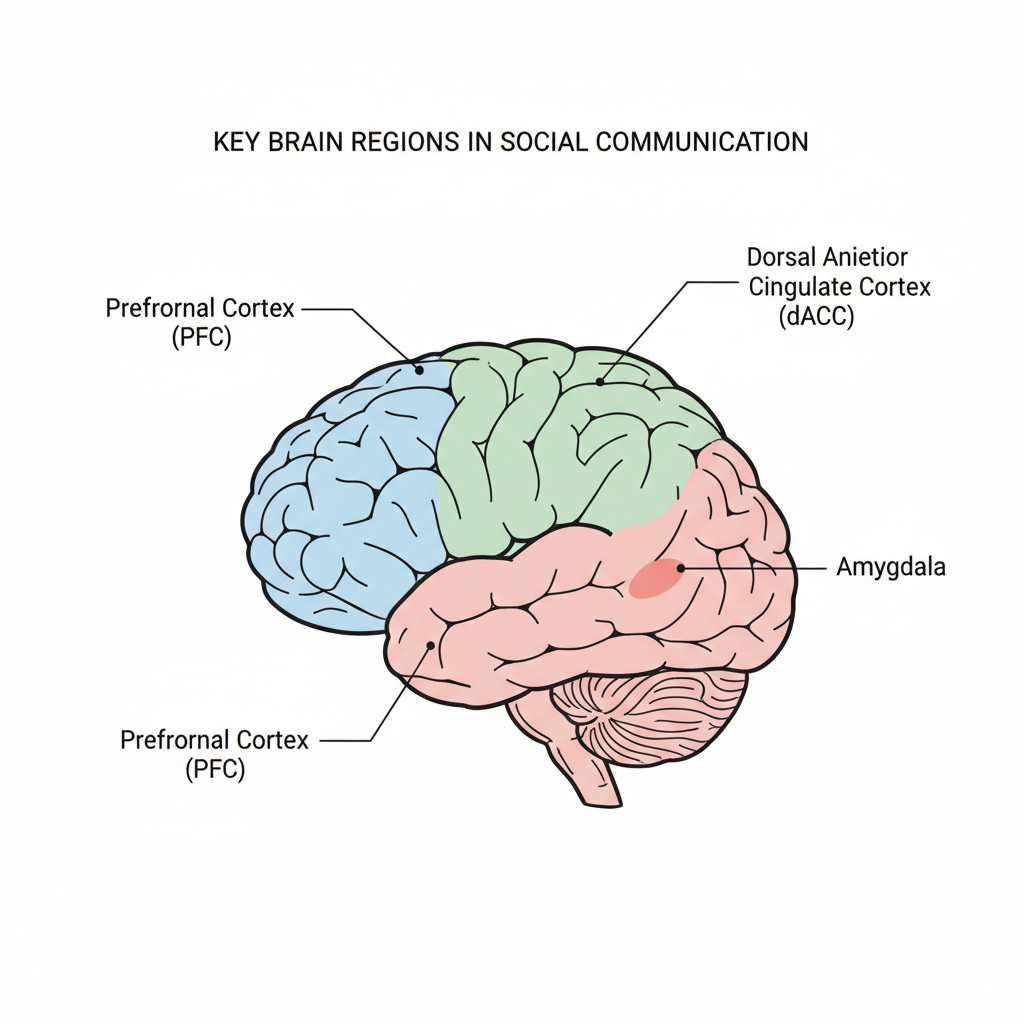 KEY BRAIN REGIONS IN SOCIAL COMMUNICATION
Dorsal Anietior
Cingulate Cortex
(dACC)
Prefrornal Cortex
(PFC)
Amygdala
Prefrornal Cortex
(PFC)